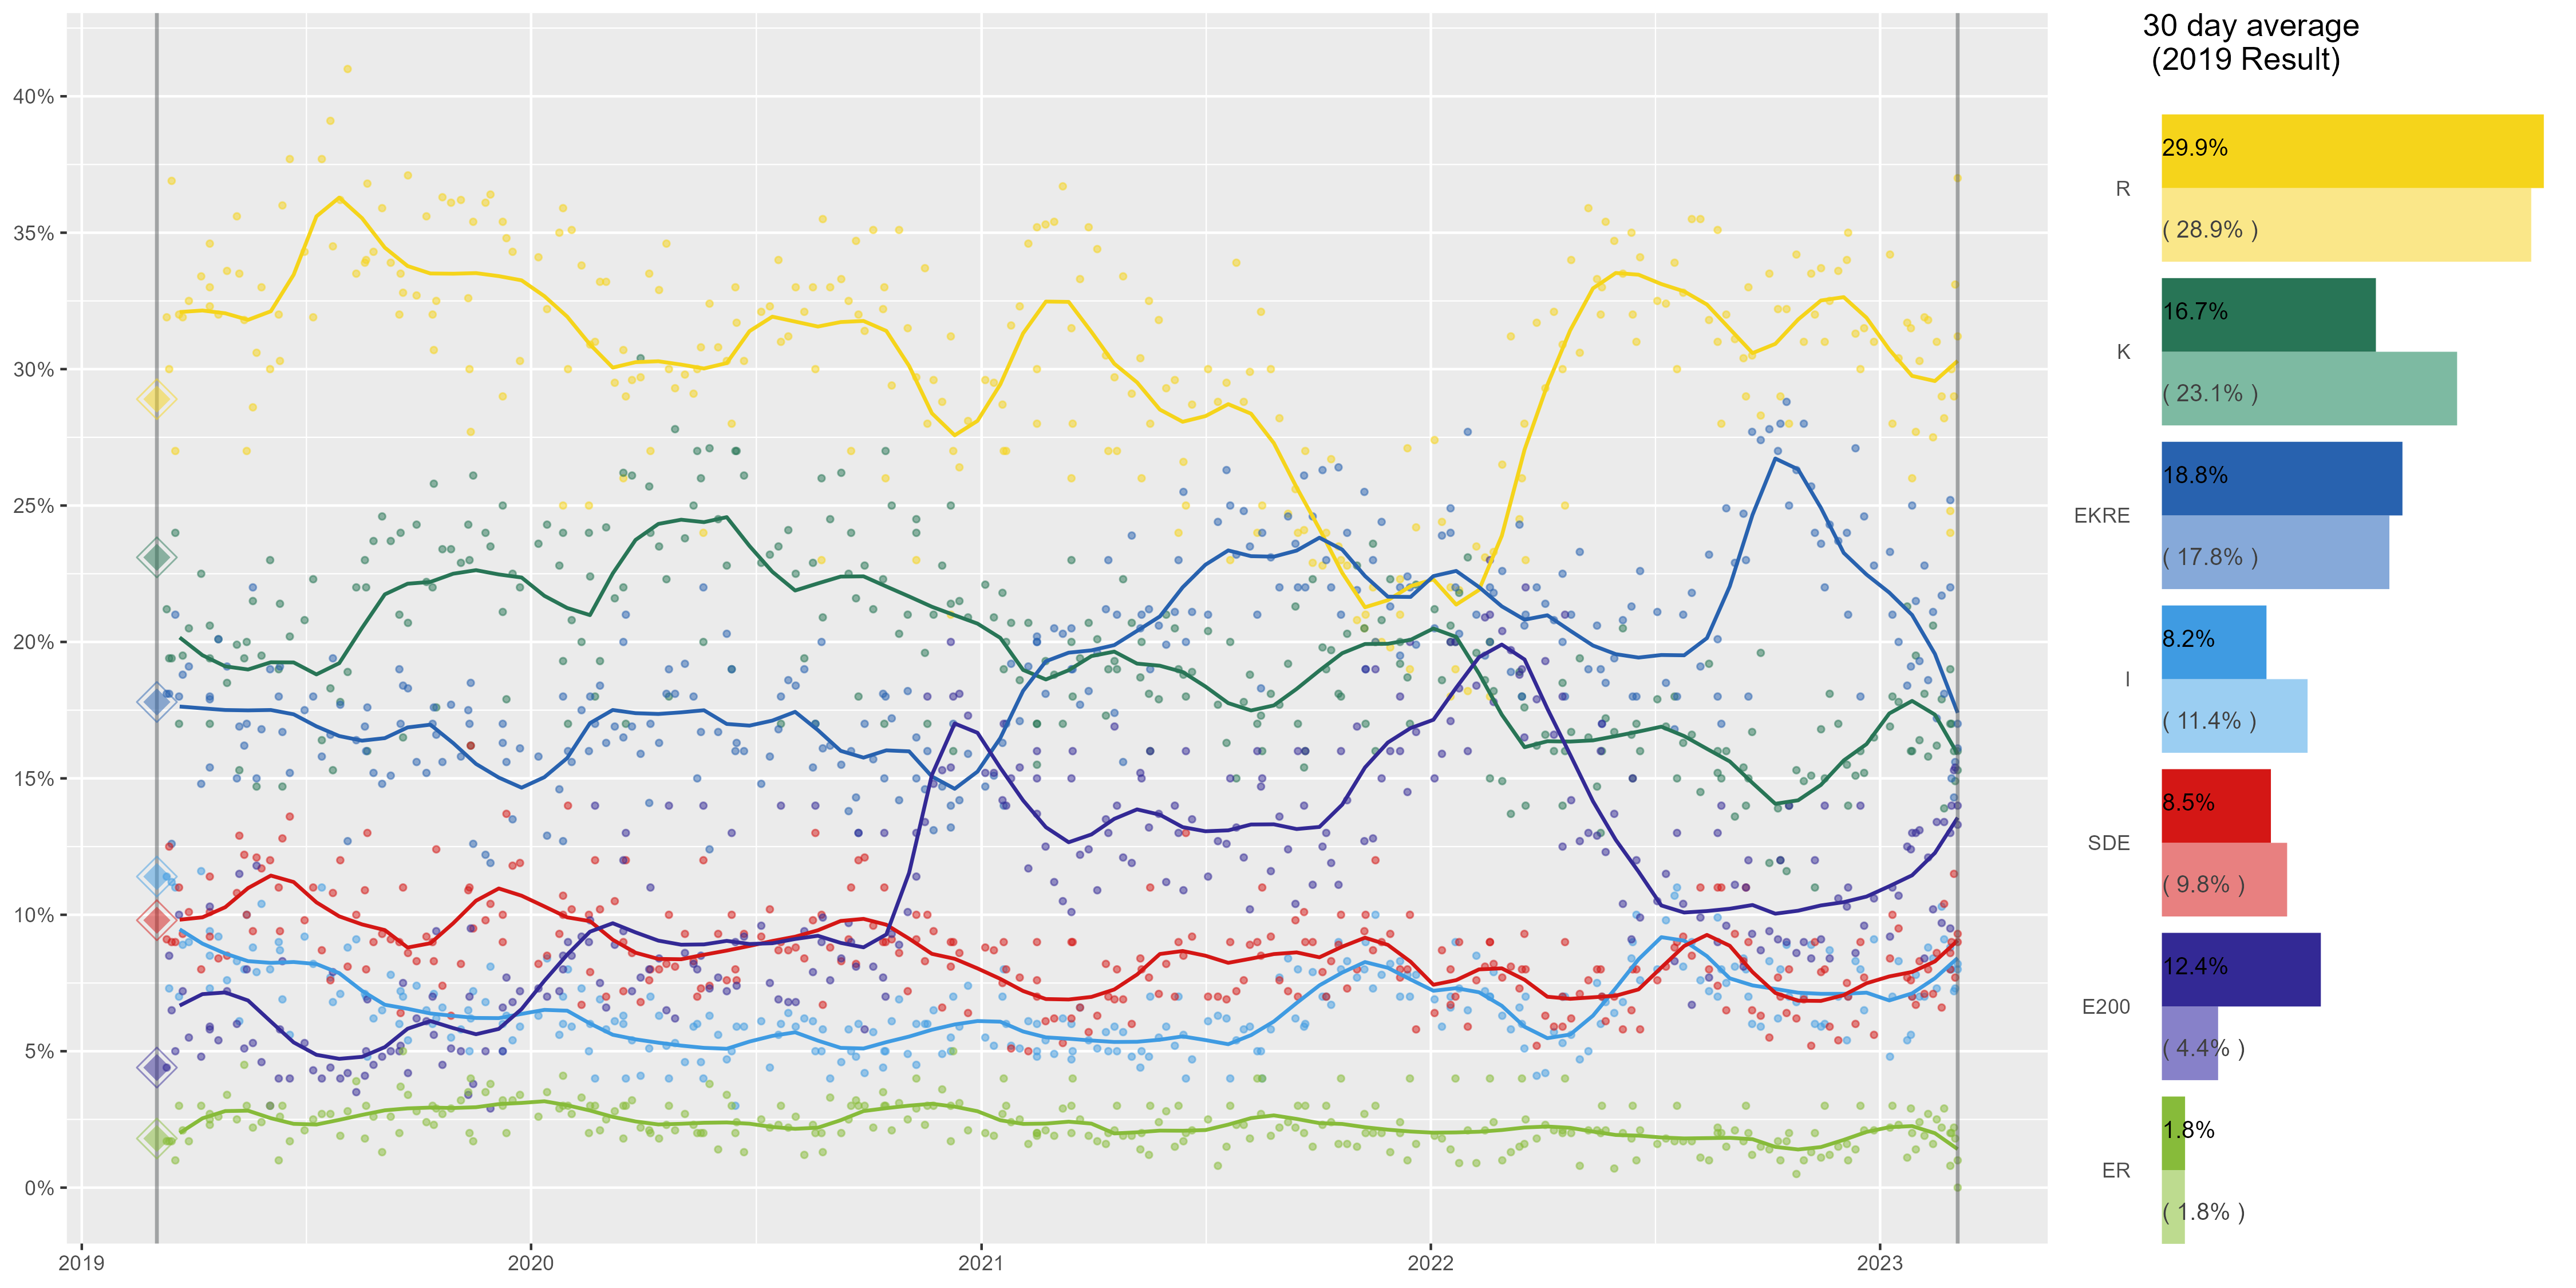 30 day average
(2019 Result)
40%
35%
30%
25%
20%
15%
10%
5%
0%
2019
2020
2021
2022
2023
R
29.9%
( 28.9% )
K
16.7%
( 23.1% )
EKRE
18.8%
( 17.8% )
I
8.2%
( 11.4% )
SDE
8.5%
( 9.8% )
E200
12.4%
( 4.4% )
ER
1.8%
( 1.8% )